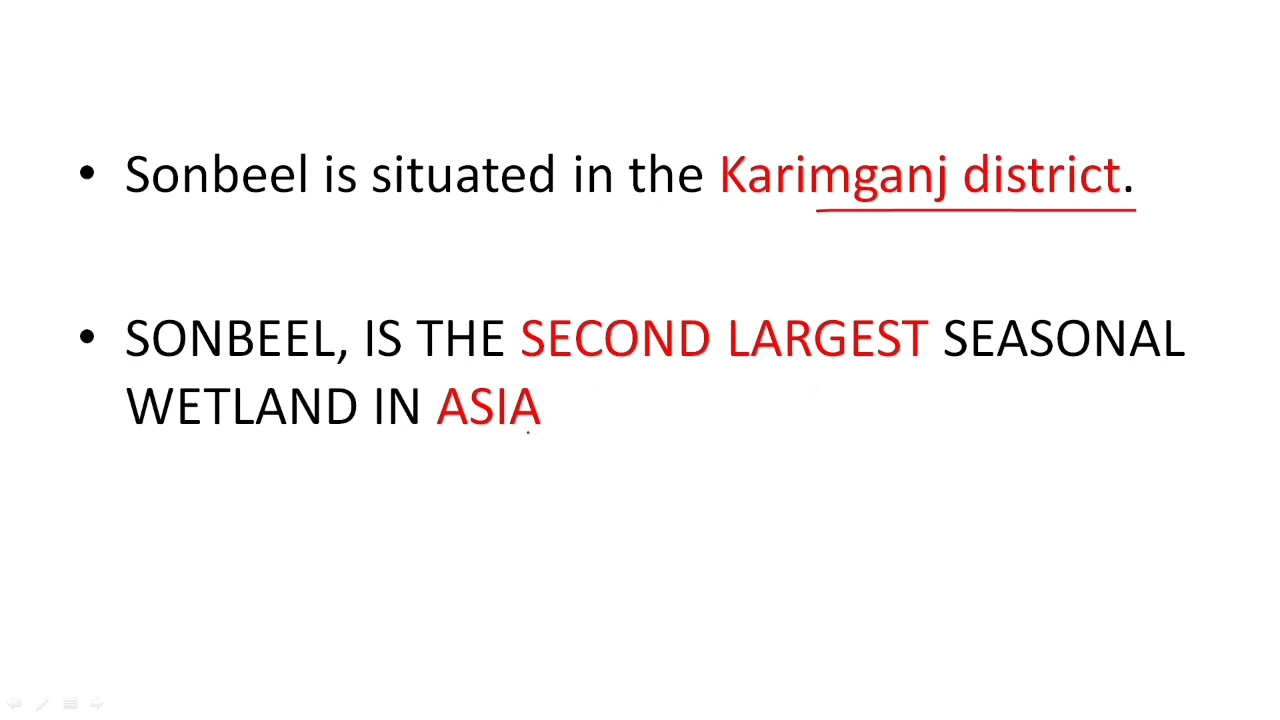 • Sonbeel is situated in the Karimganj district.
• SONBEEL, IS THE SECOND LARGEST SEASONAL
WETLAND IN ASIA